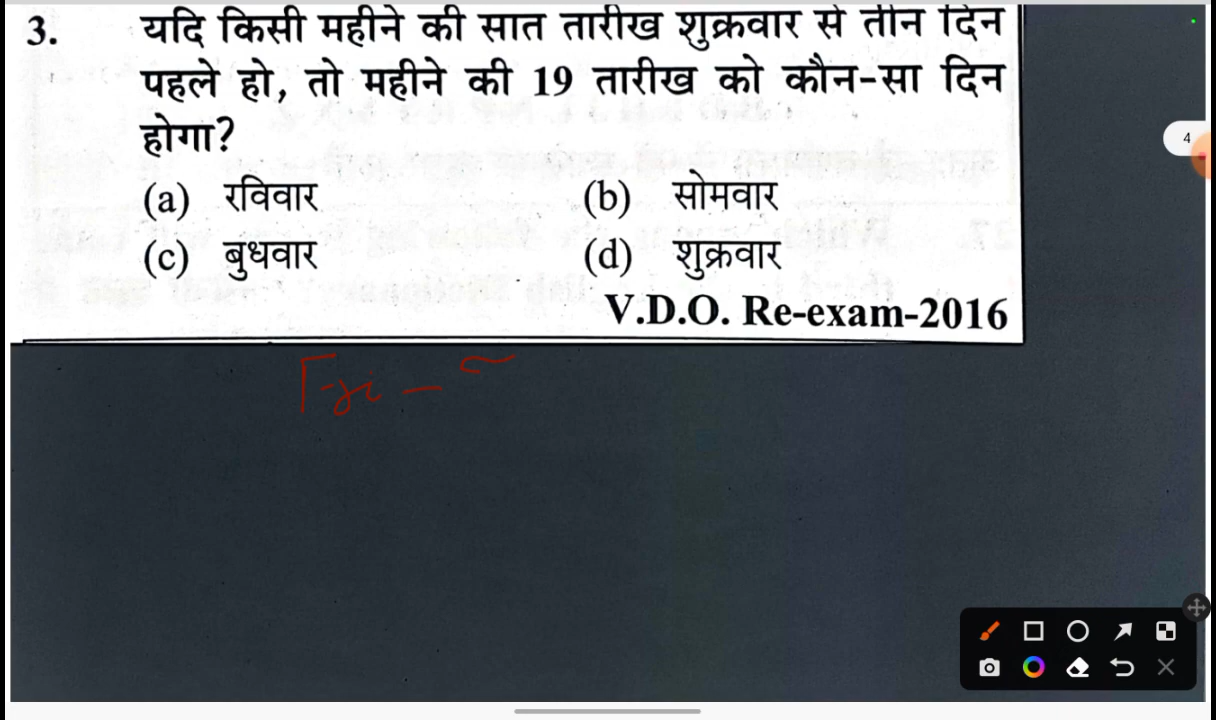 3. यदि किसी महीने की सात तारीख शुक्रवार से तीन दिन
पहले हो, तो महीने की 19 तारीख को कौन-सा दिन
होगा?
(a) रविवार (b) सोमवार
(c) बुधवार (d) शुक्रवार
V.D.O. Re-exam-2016
Fri -
4